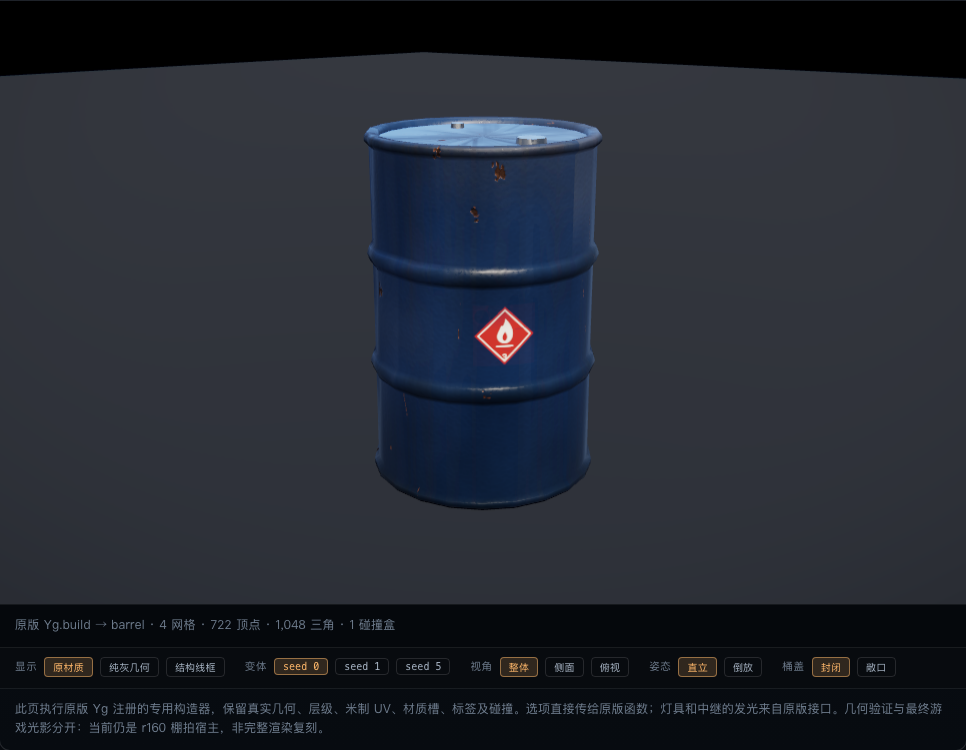 3
原版 Yg.build → barrel · 4 网格 · 722 顶点 · 1,048 三角 · 1 碰撞盒
显示 原材质 纯灰几何 结构线框 变体 seed 0 seed 1 seed 5 视角 整体 侧面 俯视 姿态 直立 倒放 桶盖 封闭 敞口
此页执行原版 Yg 注册的专用构造器，保留真实几何、层级、米制 UV、材质槽、标签及碰撞。选项直接传给原版函数；灯具和中继的发光来自原版接口。几何验证与最终游
戏光影分开：当前仍是 r160 棚拍宿主，非完整渲染复刻。